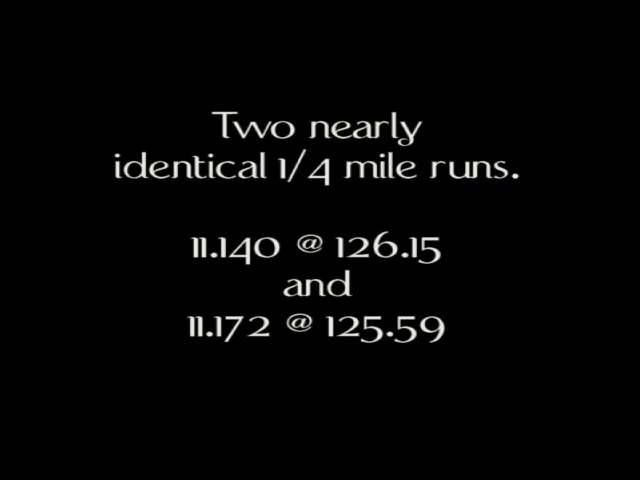 Two nearly
identical 1/4 mile runs.
11.140 @ 126.15
and
11.172 @ 125.59